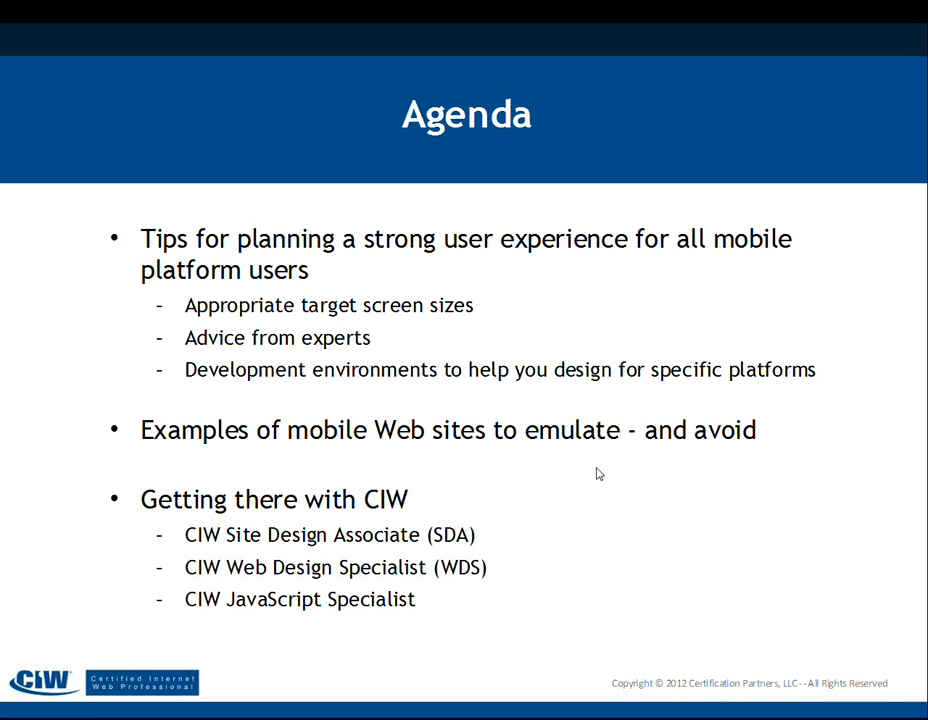 Agenda
• Tips for planning a strong user experience for all mobile
platform users
- Appropriate target screen sizes
- Advice from experts
- Development environments to help you design for specific platforms
• Examples of mobile Web sites to emulate - and avoid
• Getting there with CIW
- CIW Site Design Associate (SDA)
- CIW Web Design Specialist (WDS)
- CIW JavaScript Specialist
CIW Certified Internet
Web Professional
Copyright © 2012 Certification Partners, LLC -- All Rights Reserved